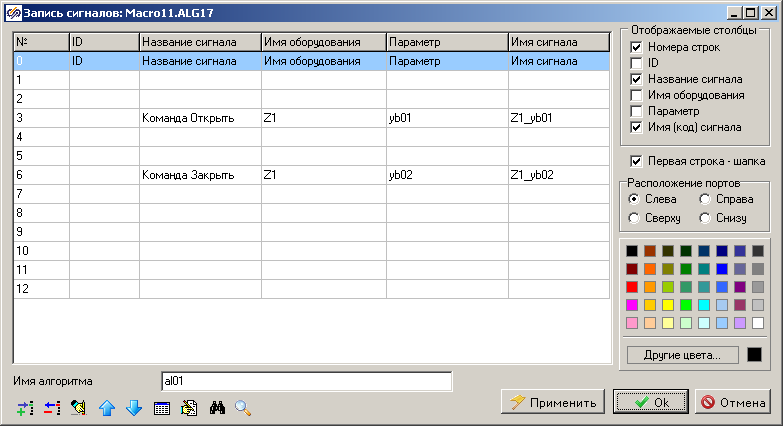 Запись сигналов: Macro11.ALG17
№ ID Название сигнала Имя оборудования Параметр Имя сигнала
0 ID Название сигнала Имя оборудования Параметр Имя сигнала
1
2
3 Команда Открыть Z1 yb01 Z1_yb01
4
5
6 Команда Закрыть Z1 yb02 Z1_yb02
7
8
9
10
11
12
Отображаемые столбцы
Номера строк
ID
Название сигнала
Имя оборудования
Параметр
Имя (код) сигнала
Первая строка - шапка
Расположение портов
Слева Справа
Сверху Снизу
Другие цвета...
Имя алгоритма al01
Применить Ok Отмена